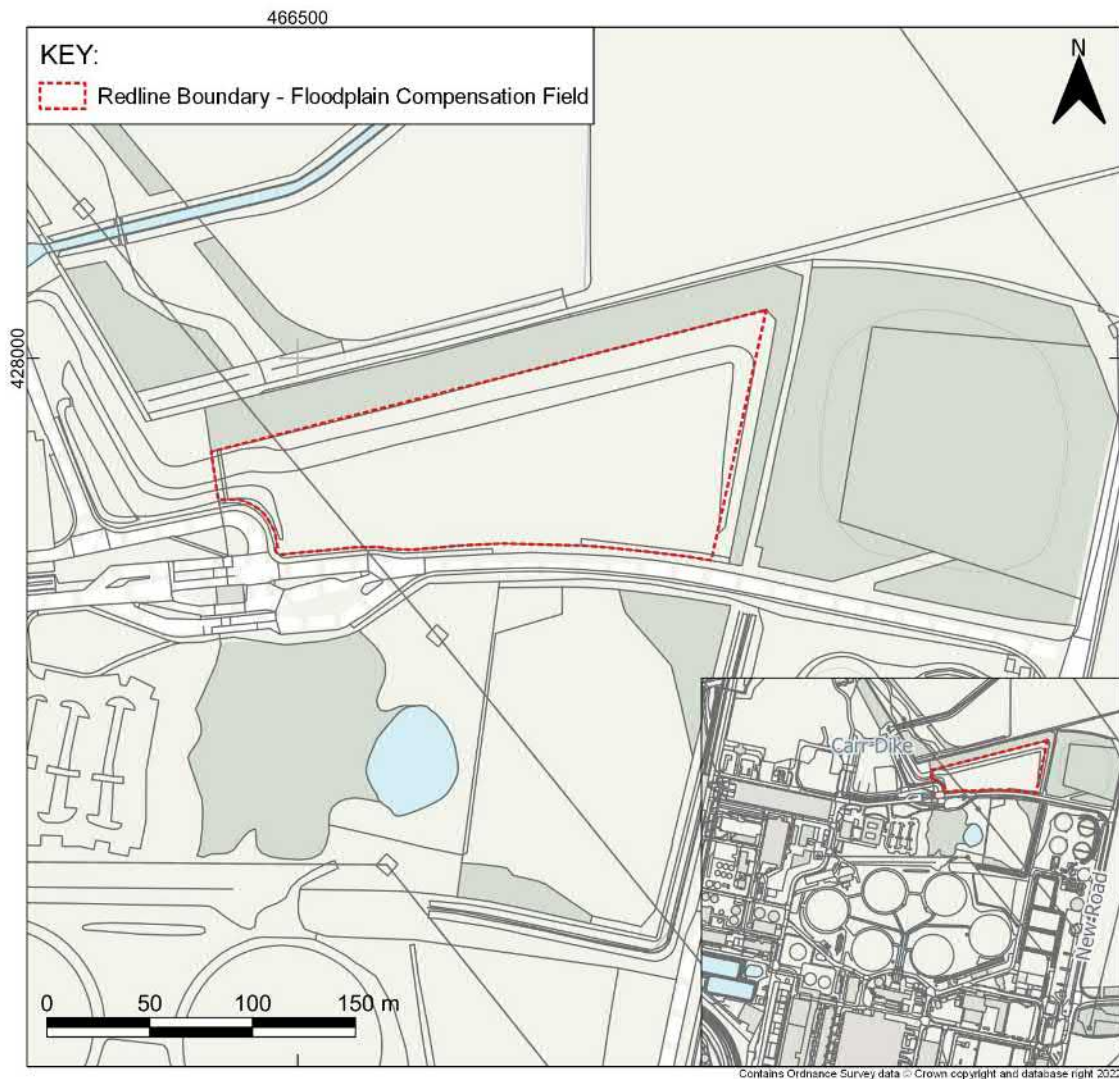 466500
KEY:
Redline Boundary - Floodplain Compensation Field
N
428000
Carr Dike
New Road
0 50 100 150 m
Contains Ordnance Survey data © Crown copyright and database right